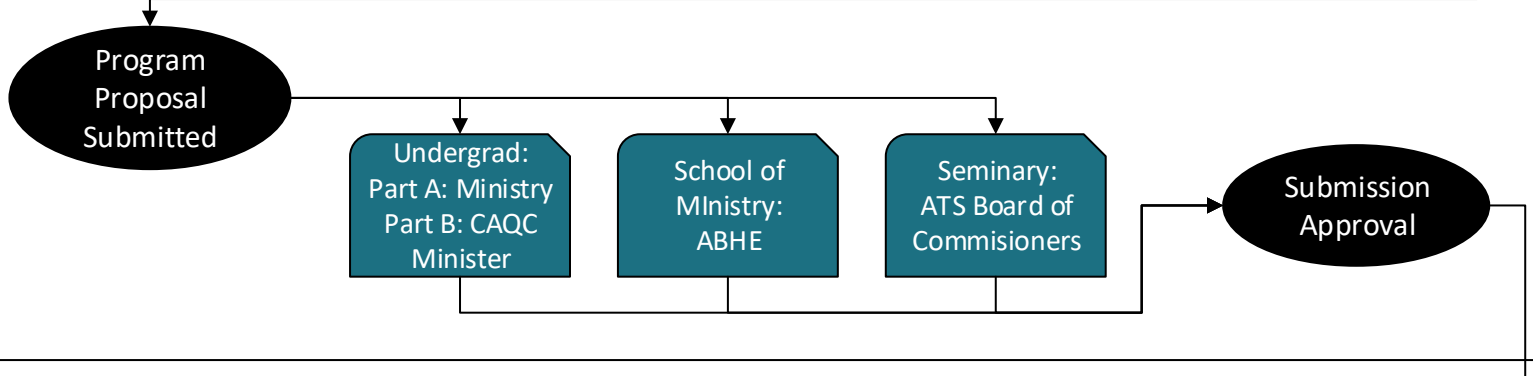 Program
Proposal
Submitted
Undergrad:
Part A: Ministry
Part B: CAQC
Minister
School of
MInistry:
ABHE
Seminary:
ATS Board of
Commisioners
Submission
Approval